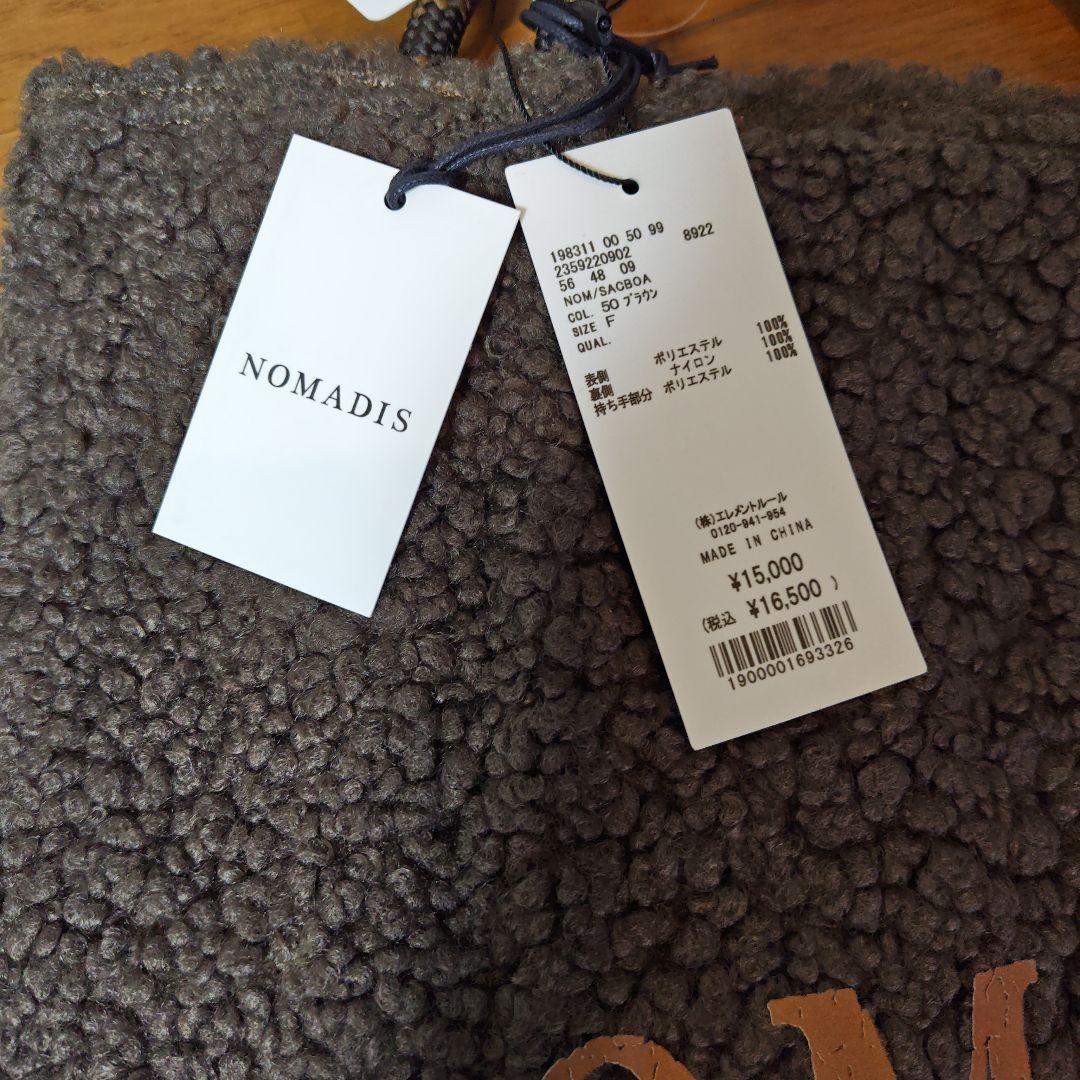 NOMADIS
198311 00 50 99 8922
2359220902
56 48 09
NOM/SACBOA
COL. 50 ブラウン
SIZE F
QUAL.
表側 ポリエステル 100%
裏側 ナイロン 100%
持ち手部分 ポリエステル 100%
(株)エレメントルール
0120-941-954
MADE IN CHINA
¥15,000
(税込 ¥16,500 )
1900001693326
OM